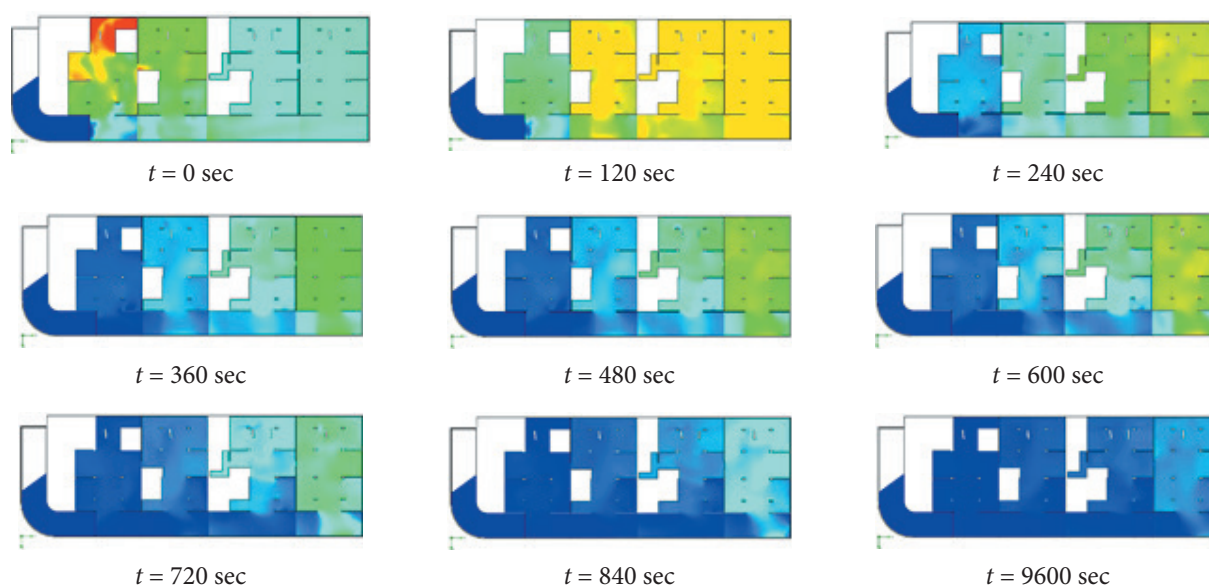 t = 0 sec
t = 120 sec
t = 240 sec
t = 360 sec
t = 480 sec
t = 600 sec
t = 720 sec
t = 840 sec
t = 9600 sec